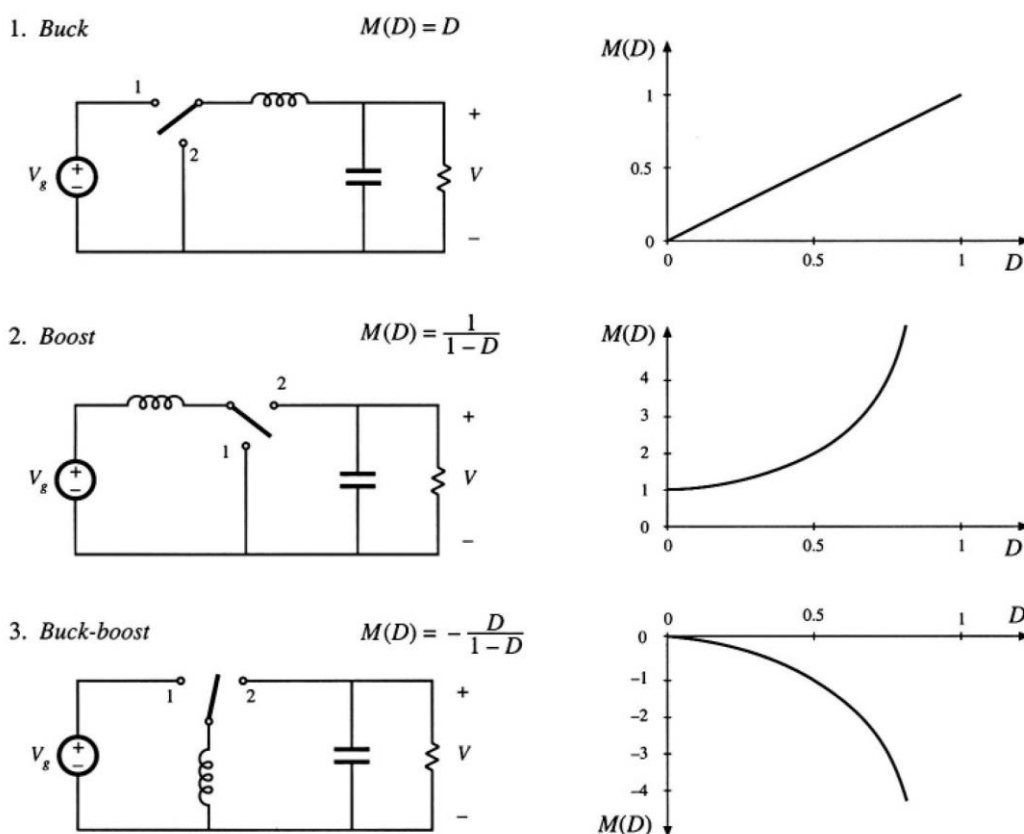 1. Buck
M(D) = D
1
2
V_g
+
−
+
V
−
M(D)
1
0.5
0
0
0.5
1
D
2. Boost
M(D) = 1 / (1 − D)
2
1
V_g
+
−
+
V
−
M(D)
4
3
2
1
0
0
0.5
1
D
3. Buck-boost
M(D) = − D / (1 − D)
1
2
V_g
+
−
+
V
−
0
0.5
1
D
0
−1
−2
−3
−4
M(D)